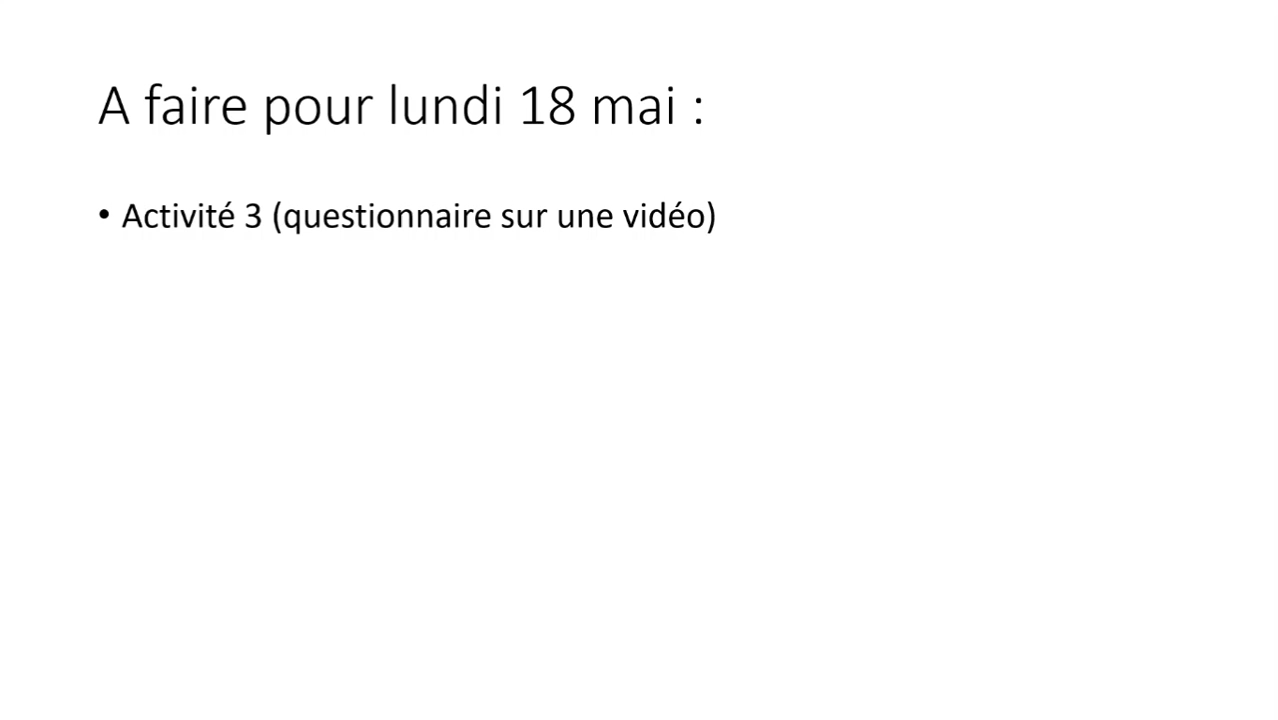 A faire pour lundi 18 mai :
• Activité 3 (questionnaire sur une vidéo)